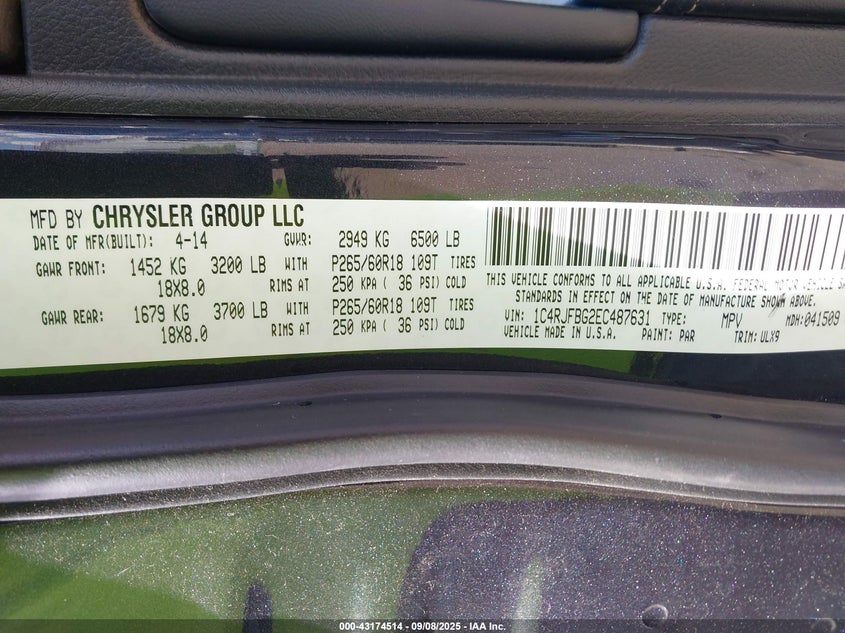 MFD BY CHRYSLER GROUP LLC
DATE OF MFR(BUILT): 4-14 GVWR: 2949 KG 6500 LB
GAWR FRONT: 1452 KG 3200 LB WITH P265/60R18 109T TIRES
18X8.0 RIMS AT 250 KPA ( 36 PSI) COLD
GAWR REAR: 1679 KG 3700 LB WITH P265/60R18 109T TIRES
18X8.0 RIMS AT 250 KPA ( 36 PSI) COLD
THIS VEHICLE CONFORMS TO ALL APPLICABLE U.S.A. FEDERAL MOTOR VEHICLE SA
STANDARDS IN EFFECT ON THE DATE OF MANUFACTURE SHOWN ABOVE.
VIN: 1C4RJFBG2EC487631 TYPE: MPV MDH: 041509
VEHICLE MADE IN U.S.A. PAINT: PAR TRIM: ULX9
000-43174514 - 09/08/2025 - IAA Inc.